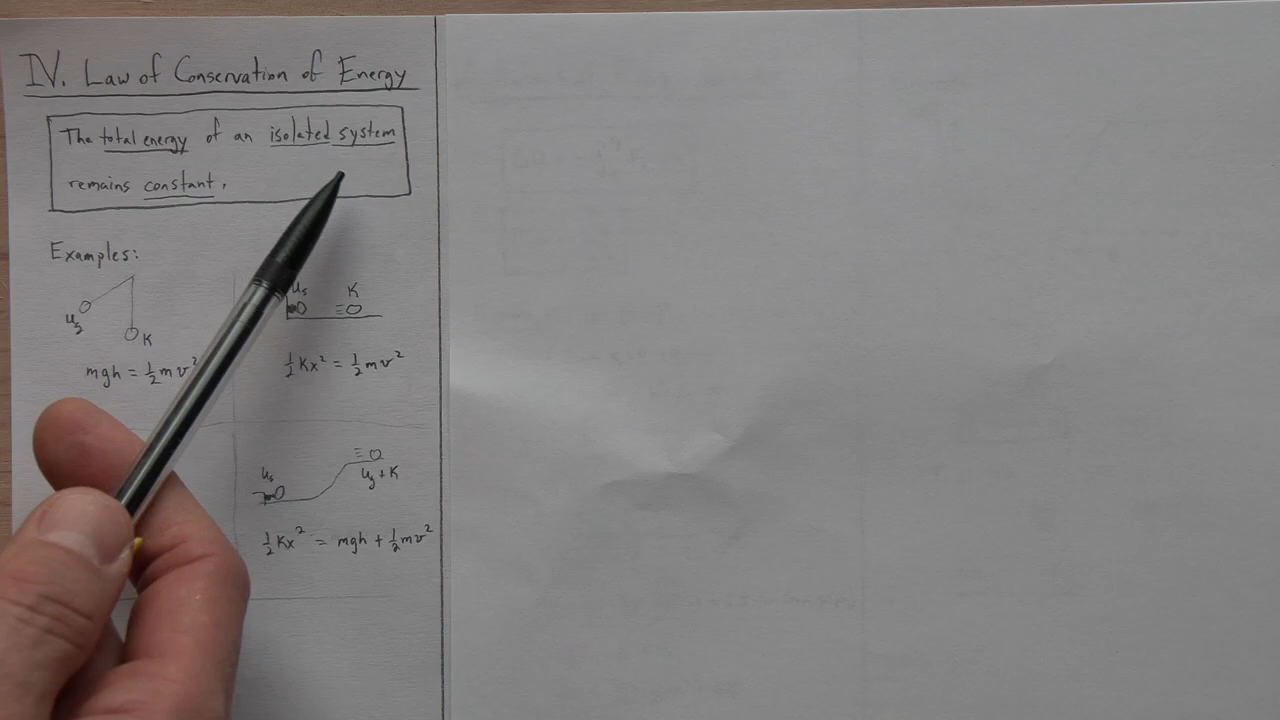 IV. Law of Conservation of Energy
The total energy of an isolated system
remains constant.
Examples:
Ug
K
mgh = ½mv²
Us K
½Kx² = ½mv²
Us
Ug + K
½Kx² = mgh + ½mv²